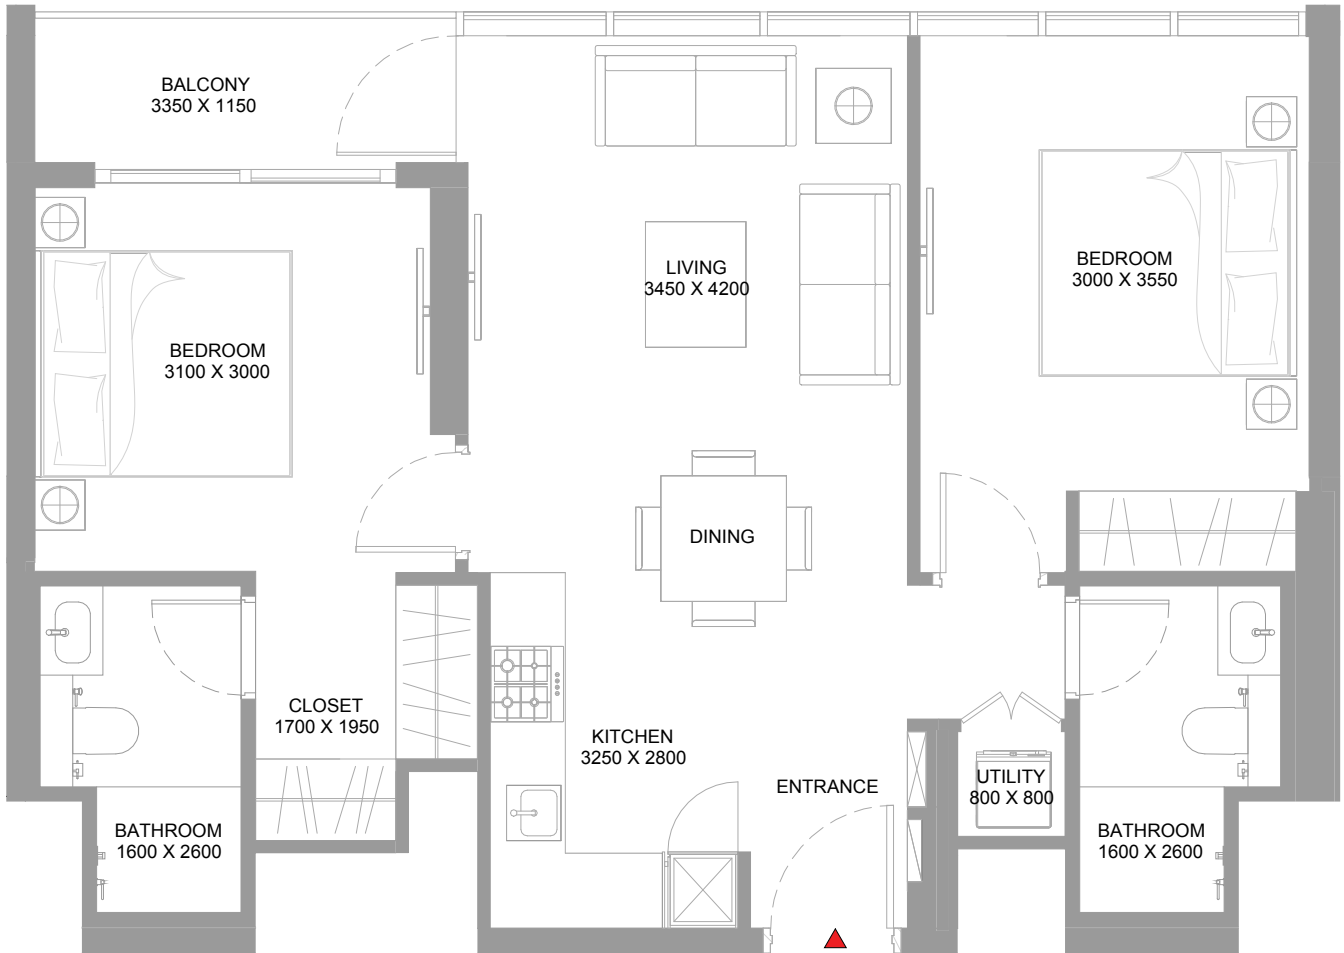 BALCONY
3350 X 1150
LIVING
3450 X 4200
BEDROOM
3000 X 3550
BEDROOM
3100 X 3000
DINING
CLOSET
1700 X 1950
KITCHEN
3250 X 2800
ENTRANCE
UTILITY
800 X 800
BATHROOM
1600 X 2600
BATHROOM
1600 X 2600